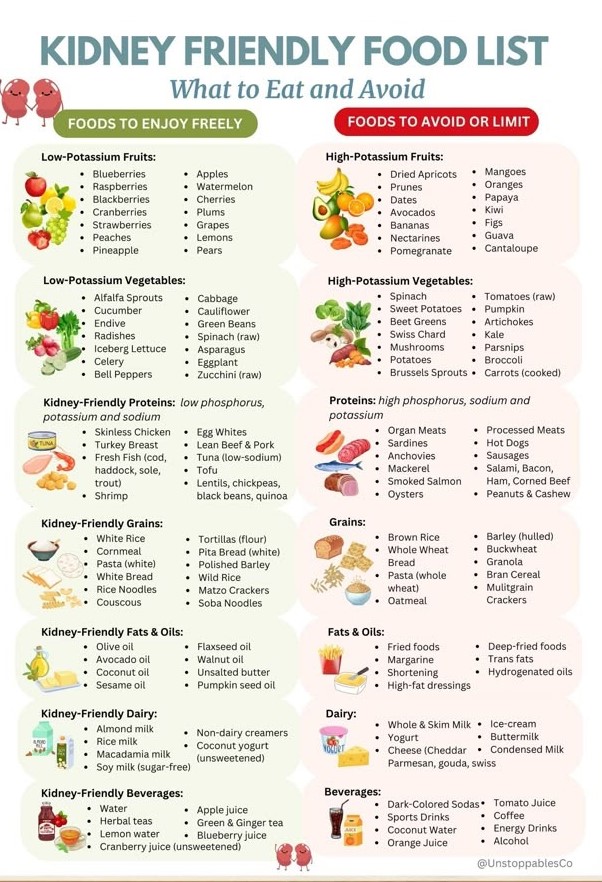 KIDNEY FRIENDLY FOOD LIST
What to Eat and Avoid
FOODS TO ENJOY FREELY
Low-Potassium Fruits:
Blueberries
Raspberries
Blackberries
Cranberries
Strawberries
Peaches
Pineapple
Apples
Watermelon
Cherries
Plums
Grapes
Lemons
Pears
Low-Potassium Vegetables:
Alfalfa Sprouts
Cucumber
Endive
Radishes
Iceberg Lettuce
Celery
Bell Peppers
Cabbage
Cauliflower
Green Beans
Spinach (raw)
Asparagus
Eggplant
Zucchini (raw)
Kidney-Friendly Proteins: low phosphorus,
potassium and sodium
TUNA
Skinless Chicken
Turkey Breast
Fresh Fish (cod,
haddock, sole,
trout)
Shrimp
Egg Whites
Lean Beef & Pork
Tuna (low-sodium)
Tofu
Lentils, chickpeas,
black beans, quinoa
Kidney-Friendly Grains:
White Rice
Cornmeal
Pasta (white)
White Bread
Rice Noodles
Couscous
Tortillas (flour)
Pita Bread (white)
Polished Barley
Wild Rice
Matzo Crackers
Soba Noodles
Kidney-Friendly Fats & Oils:
Olive oil
Avocado oil
Coconut oil
Sesame oil
Flaxseed oil
Walnut oil
Unsalted butter
Pumpkin seed oil
Kidney-Friendly Dairy:
Almond milk
Rice milk
Macadamia milk
Soy milk (sugar-free)
Non-dairy creamers
Coconut yogurt
(unsweetened)
Kidney-Friendly Beverages:
Water
Herbal teas
Lemon water
Cranberry juice (unsweetened)
Apple juice
Green & Ginger tea
Blueberry juice
FOODS TO AVOID OR LIMIT
High-Potassium Fruits:
Dried Apricots
Prunes
Dates
Avocados
Bananas
Nectarines
Pomegranate
Mangoes
Oranges
Papaya
Kiwi
Figs
Guava
Cantaloupe
High-Potassium Vegetables:
Spinach
Sweet Potatoes
Beet Greens
Swiss Chard
Mushrooms
Potatoes
Brussels Sprouts
Tomatoes (raw)
Pumpkin
Artichokes
Kale
Parsnips
Broccoli
Carrots (cooked)
Proteins: high phosphorus, sodium and
potassium
Organ Meats
Sardines
Anchovies
Mackerel
Smoked Salmon
Oysters
Processed Meats
Hot Dogs
Sausages
Salami, Bacon,
Ham, Corned Beef
Peanuts & Cashew
Grains:
Brown Rice
Whole Wheat
Bread
Pasta (whole
wheat)
Oatmeal
Barley (hulled)
Buckwheat
Granola
Bran Cereal
Mulitgrain
Crackers
Fats & Oils:
Fried foods
Margarine
Shortening
High-fat dressings
Deep-fried foods
Trans fats
Hydrogenated oils
Dairy:
YOGURT
Whole & Skim Milk
Yogurt
Cheese (Cheddar
Parmesan, gouda, swiss
Ice-cream
Buttermilk
Condensed Milk
Beverages:
Dark-Colored Sodas
Sports Drinks
Coconut Water
Orange Juice
Tomato Juice
Coffee
Energy Drinks
Alcohol
@UnstoppablesCo